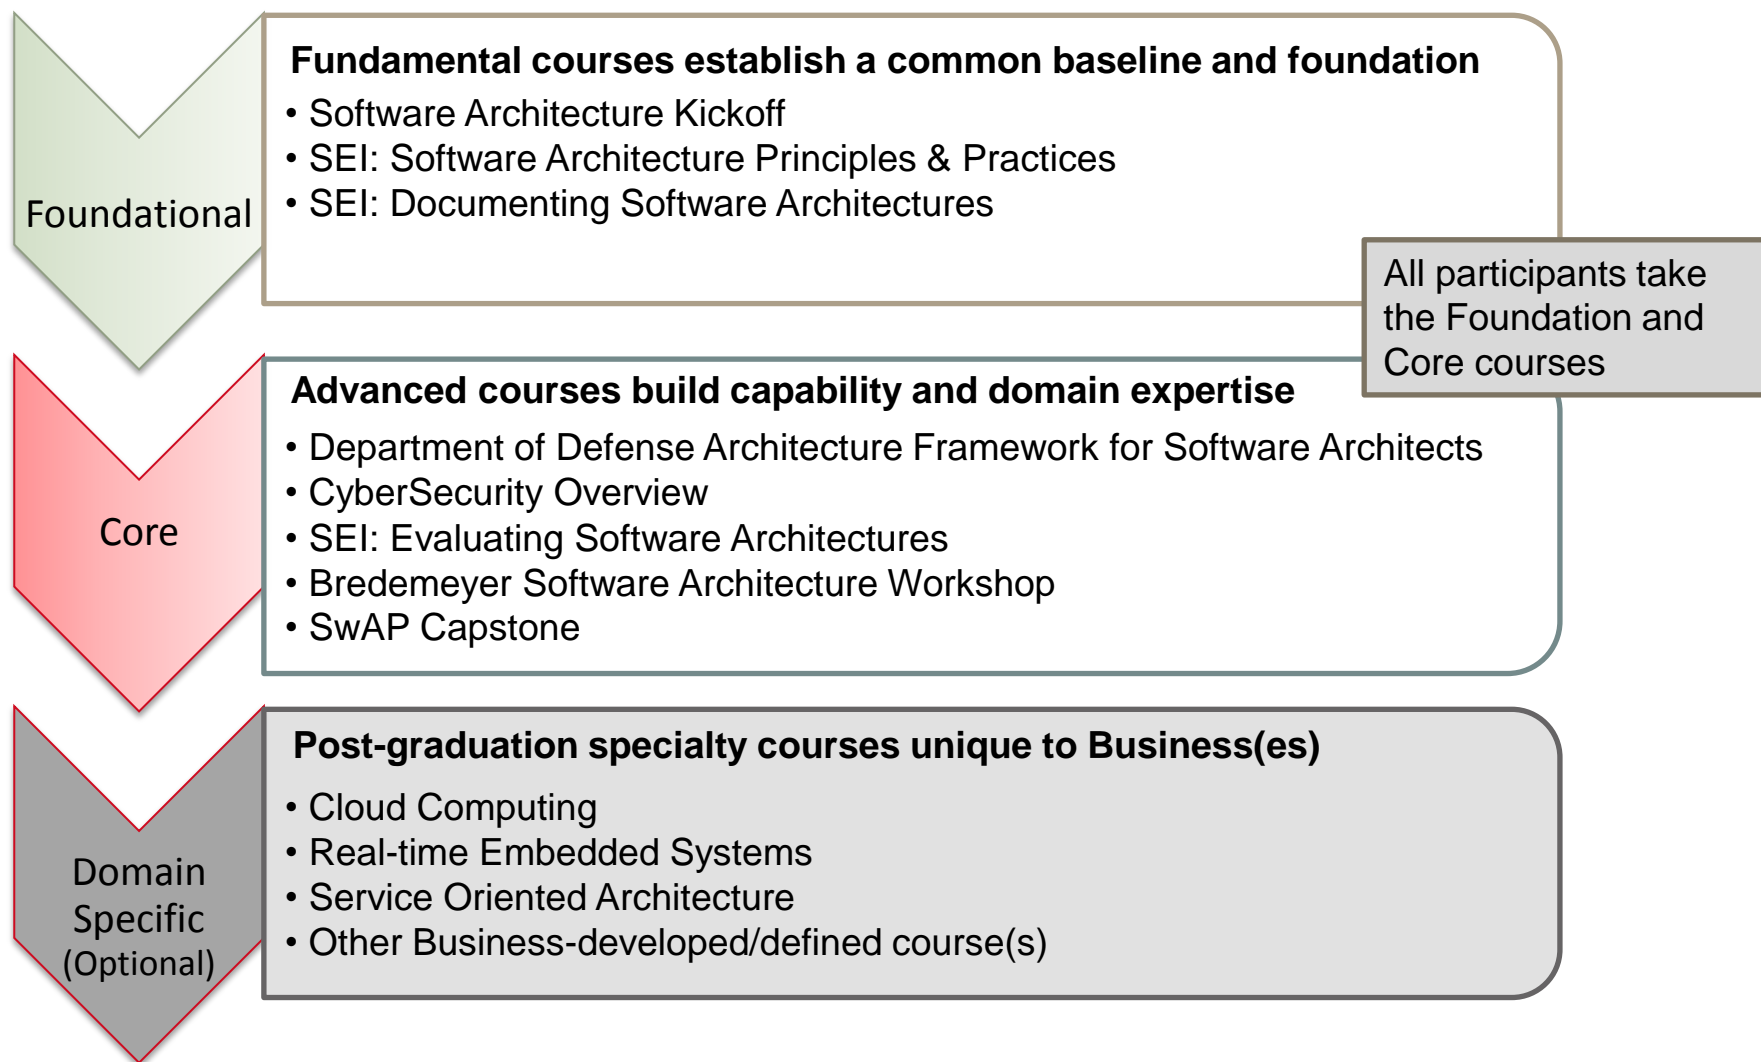 Foundational
Fundamental courses establish a common baseline and foundation
• Software Architecture Kickoff
• SEI: Software Architecture Principles & Practices
• SEI: Documenting Software Architectures
All participants take
the Foundation and
Core courses
Core
Advanced courses build capability and domain expertise
• Department of Defense Architecture Framework for Software Architects
• CyberSecurity Overview
• SEI: Evaluating Software Architectures
• Bredemeyer Software Architecture Workshop
• SwAP Capstone
Domain
Specific
(Optional)
Post-graduation specialty courses unique to Business(es)
• Cloud Computing
• Real-time Embedded Systems
• Service Oriented Architecture
• Other Business-developed/defined course(s)